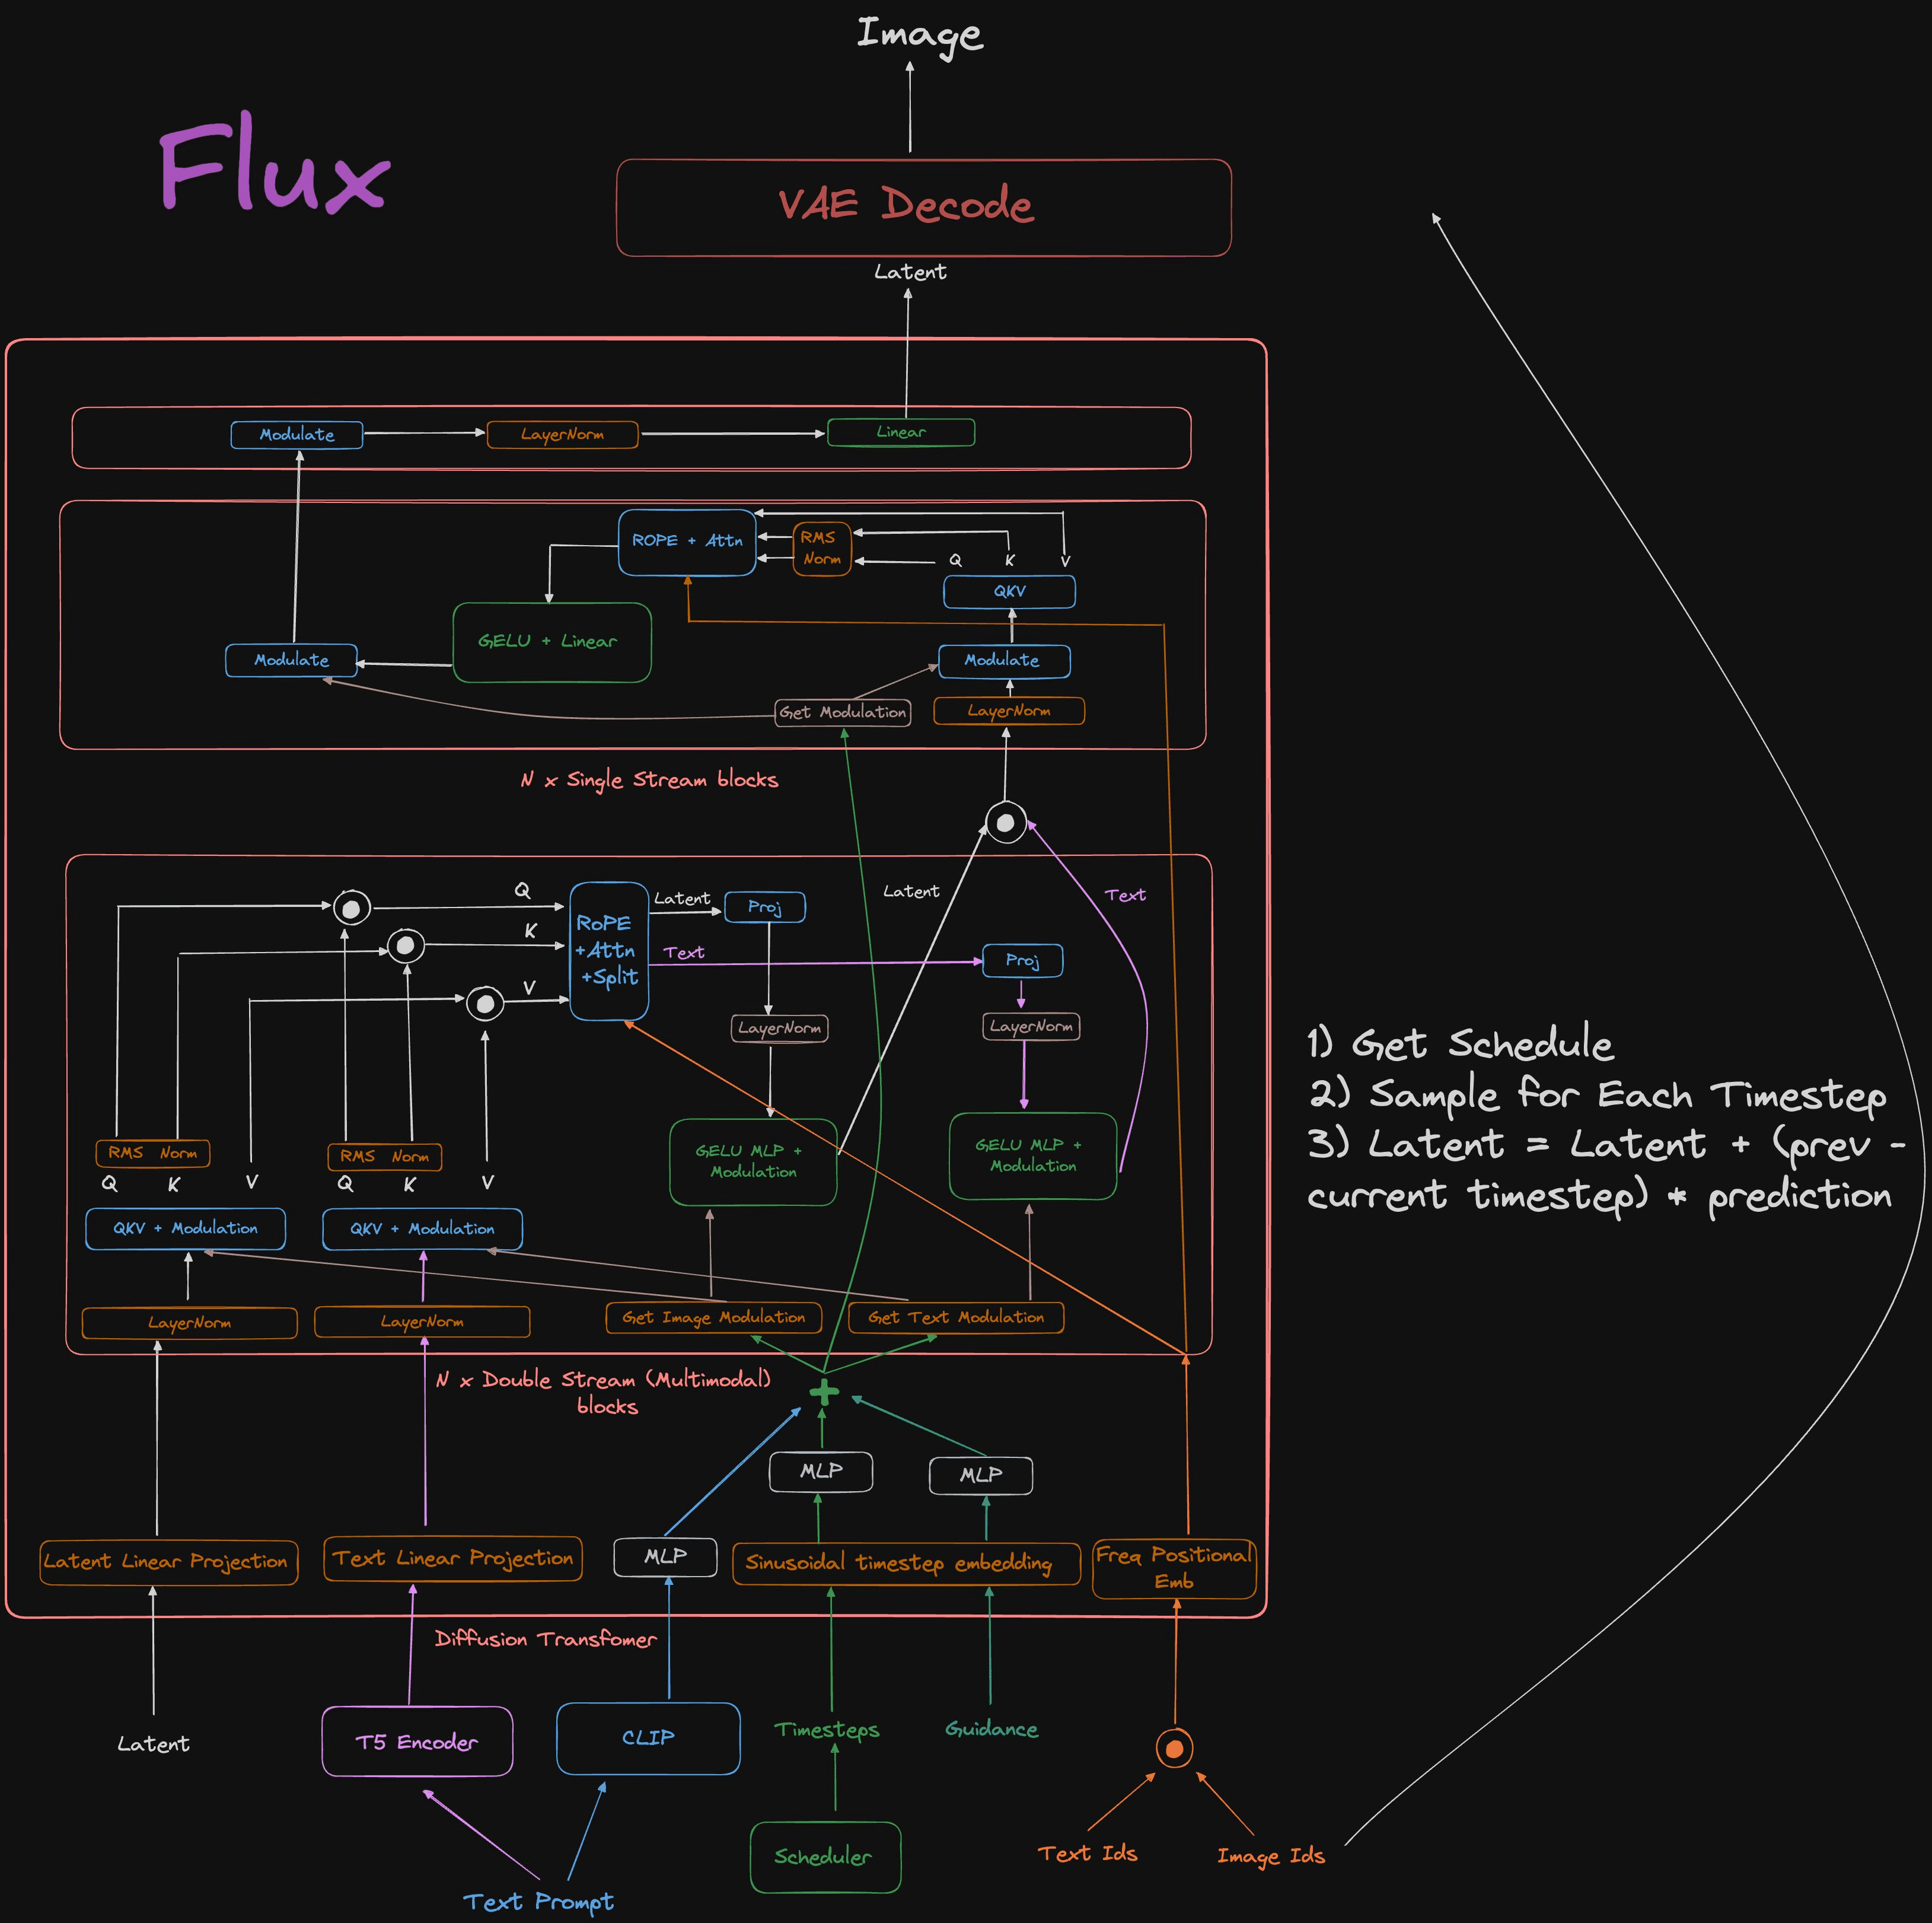 Image
Flux
VAE Decode
Latent
Modulate
LayerNorm
Linear
ROPE + Attn
RMS
Norm
Q
K
V
QKV
GELU + Linear
Modulate
Modulate
Get Modulation
LayerNorm
N x Single Stream blocks
Q
K
V
RoPE
+Attn
+Split
Latent
Proj
Text
Latent
Text
Proj
LayerNorm
LayerNorm
GELU MLP +
Modulation
GELU MLP +
Modulation
RMS Norm
RMS Norm
Q
K
V
Q
K
V
QKV + Modulation
QKV + Modulation
LayerNorm
LayerNorm
Get Image Modulation
Get Text Modulation
N x Double Stream (Multimodal)
blocks
+
MLP
MLP
Latent Linear Projection
Text Linear Projection
MLP
Sinusoidal timestep embedding
Freq Positional
Emb
Diffusion Transfomer
Latent
T5 Encoder
CLIP
Timesteps
Guidance
Scheduler
Text Ids
Image Ids
Text Prompt
1) Get Schedule
2) Sample for Each Timestep
3) Latent = Latent + (prev -
current timestep) * prediction